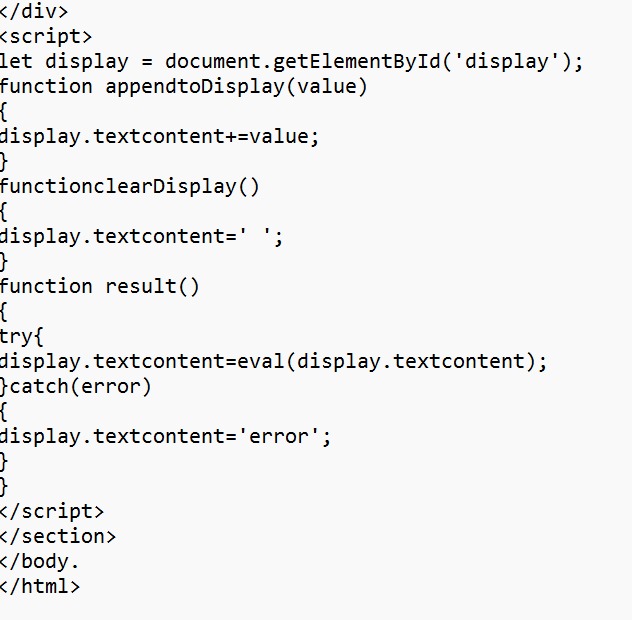 </div>
<script>
let display = document.getElementById('display');
function appendtoDisplay(value)
{
display.textcontent+=value;
}
functionclearDisplay()
{
display.textcontent=' ';
}
function result()
{
try{
display.textcontent=eval(display.textcontent);
}catch(error)
{
display.textcontent='error';
}
}
</script>
</section>
</body.
</html>